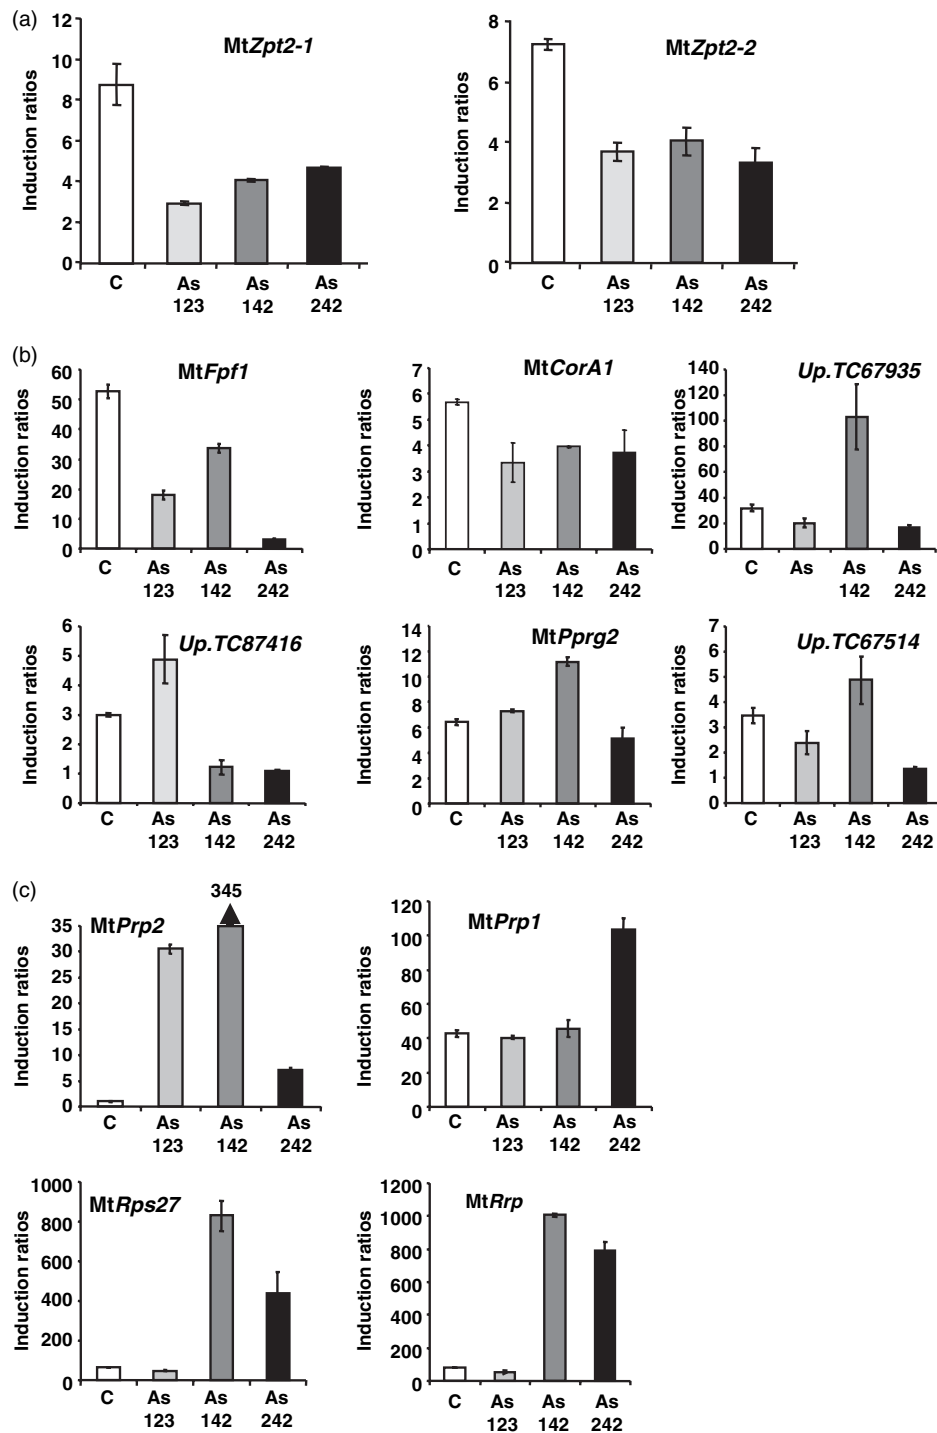 (a)
MtZpt2-1
Induction ratios
12
10
8
6
4
2
0
C
As 123
As 142
As 242
MtZpt2-2
Induction ratios
8
6
4
2
0
C
As 123
As 142
As 242
(b)
MtFpf1
Induction ratios
60
50
40
30
20
10
0
C
As 123
As 142
As 242
MtCorA1
Induction ratios
7
6
5
4
3
2
1
0
C
As 123
As 142
As 242
Up.TC67935
Induction ratios
140
120
100
80
60
40
20
0
C
As
As 142
As 242
Up.TC87416
Induction ratios
6
5
4
3
2
1
0
C
As 123
As 142
As 242
MtPprg2
Induction ratios
14
12
10
8
6
4
2
0
C
As 123
As 142
As 242
Up.TC67514
Induction ratios
7
6
5
4
3
2
1
0
C
As 123
As 142
As 242
(c)
345
MtPrp2
Induction ratios
35
30
25
20
15
10
5
0
C
As 123
As 142
As 242
MtPrp1
Induction ratios
120
100
80
60
40
20
0
C
As 123
As 142
As 242
MtRps27
Induction ratios
1000
800
600
400
200
0
C
As 123
As 142
As 242
MtRrp
Induction ratios
1200
1000
800
600
400
200
0
C
As 123
As 142
As 242